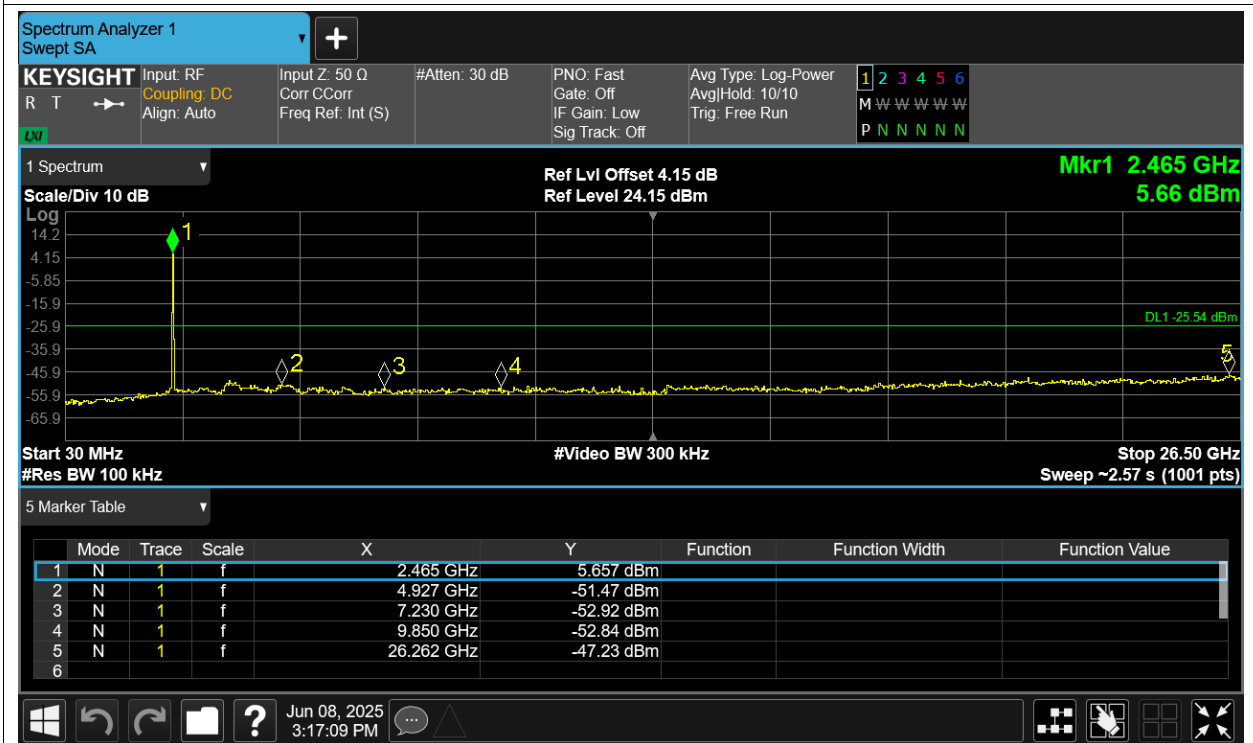 Spectrum Analyzer 1
Swept SA
KEYSIGHT
R T
LXI
Input: RF
Coupling: DC
Align: Auto
Input Z: 50 Ω
Corr CCorr
Freq Ref: Int (S)
#Atten: 30 dB
PNO: Fast
Gate: Off
IF Gain: Low
Sig Track: Off
Avg Type: Log-Power
Avg|Hold: 10/10
Trig: Free Run
1 2 3 4 5 6
M W W W W W
P N N N N N
1 Spectrum
Scale/Div 10 dB
Ref Lvl Offset 4.15 dB
Ref Level 24.15 dBm
Mkr1 2.465 GHz
5.66 dBm
Log
14.2
4.15
-5.85
-15.9
-25.9
-35.9
-45.9
-55.9
-65.9
1
2
3
4
5
DL1 -25.54 dBm
Start 30 MHz
#Video BW 300 kHz
Stop 26.50 GHz
#Res BW 100 kHz
Sweep ~2.57 s (1001 pts)
5 Marker Table
Mode Trace Scale X Y Function Function Width Function Value
1 N 1 f 2.465 GHz 5.657 dBm
2 N 1 f 4.927 GHz -51.47 dBm
3 N 1 f 7.230 GHz -52.92 dBm
4 N 1 f 9.850 GHz -52.84 dBm
5 N 1 f 26.262 GHz -47.23 dBm
6
?
Jun 08, 2025
3:17:09 PM